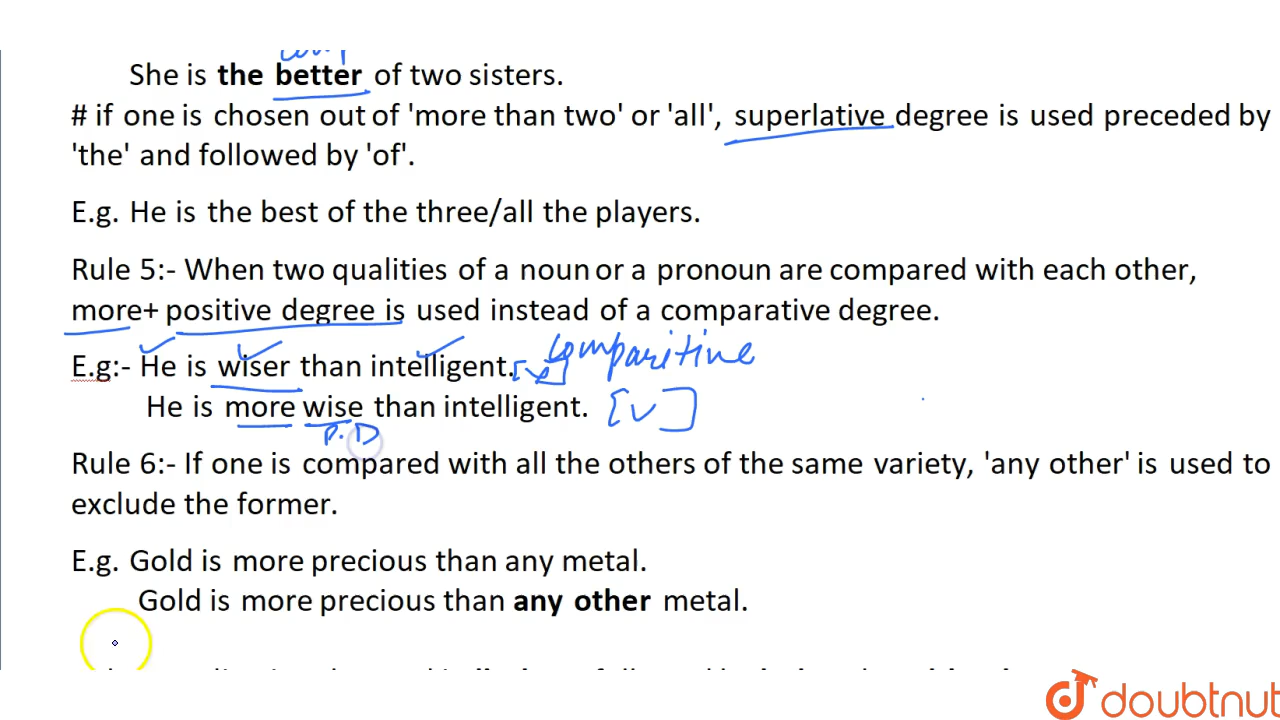 She is the better of two sisters.
# if one is chosen out of 'more than two' or 'all', superlative degree is used preceded by
'the' and followed by 'of'.
E.g. He is the best of the three/all the players.
Rule 5:- When two qualities of a noun or a pronoun are compared with each other,
more+ positive degree is used instead of a comparative degree.
comparitive
E.g:- He is wiser than intelligent.
He is more wise than intelligent. [✓]
P.D
Rule 6:- If one is compared with all the others of the same variety, 'any other' is used to
exclude the former.
E.g. Gold is more precious than any metal.
Gold is more precious than any other metal.
doubtnut